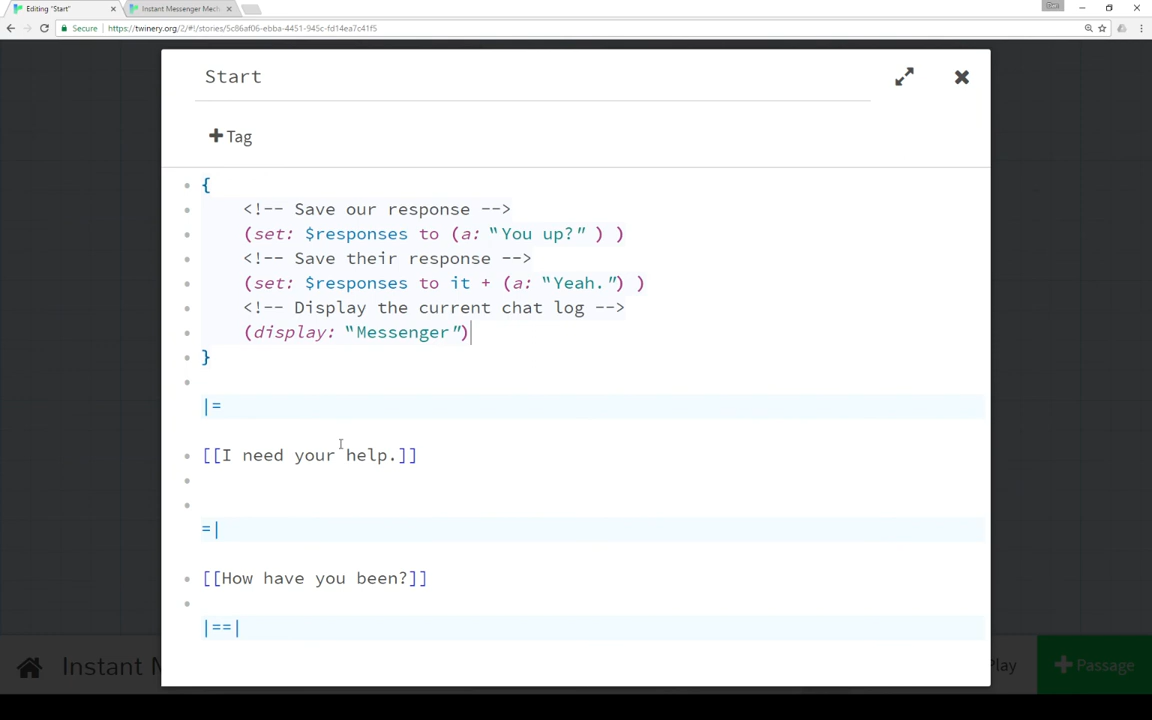 Editing "Start"
Instant Messenger Mech
Secure
https://twinery.org/2/#!/stories/5c86af06-ebba-4451-945c-fd14ea7c41f5
Start
+ Tag
{
<!-- Save our response -->
(set: $responses to (a: "You up?" ) )
<!-- Save their response -->
(set: $responses to it + (a: "Yeah.") )
<!-- Display the current chat log -->
(display: "Messenger")
}
|=
[[I need your help.]]
=|
[[How have you been?]]
|==|
Instant M
Play
+ Passage